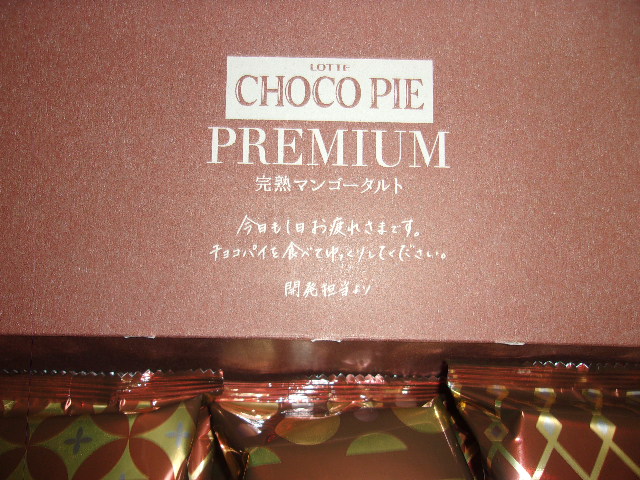 LOTTE
CHOCO PIE
PREMIUM
完熟マンゴータルト
今日も1日お疲れさまです。
チョコパイを食べてゆっくりしてください。
開発担当より